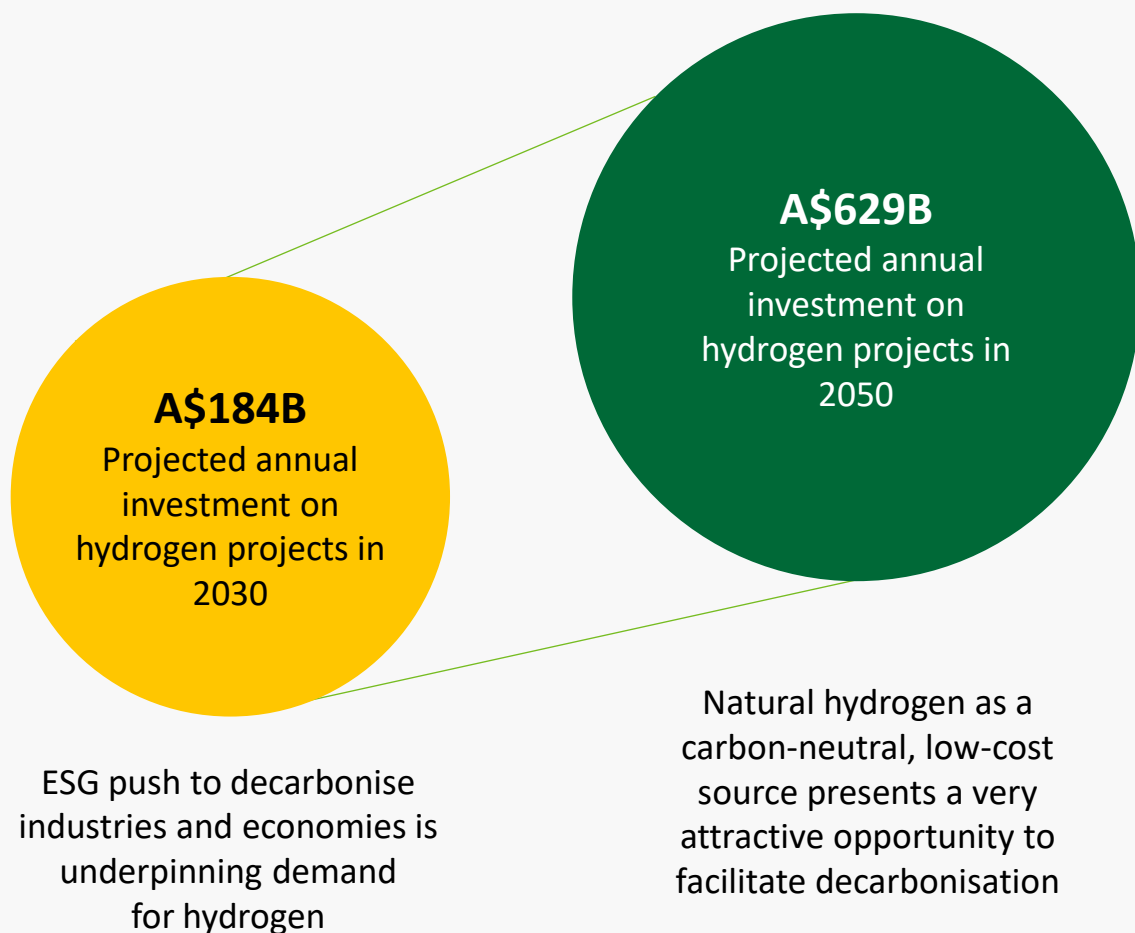 A$629B
Projected annual
investment on
hydrogen projects in
2050
A$184B
Projected annual
investment on
hydrogen projects in
2030
Natural hydrogen as a
carbon-neutral, low-cost
source presents a very
attractive opportunity to
facilitate decarbonisation
ESG push to decarbonise
industries and economies is
underpinning demand
for hydrogen